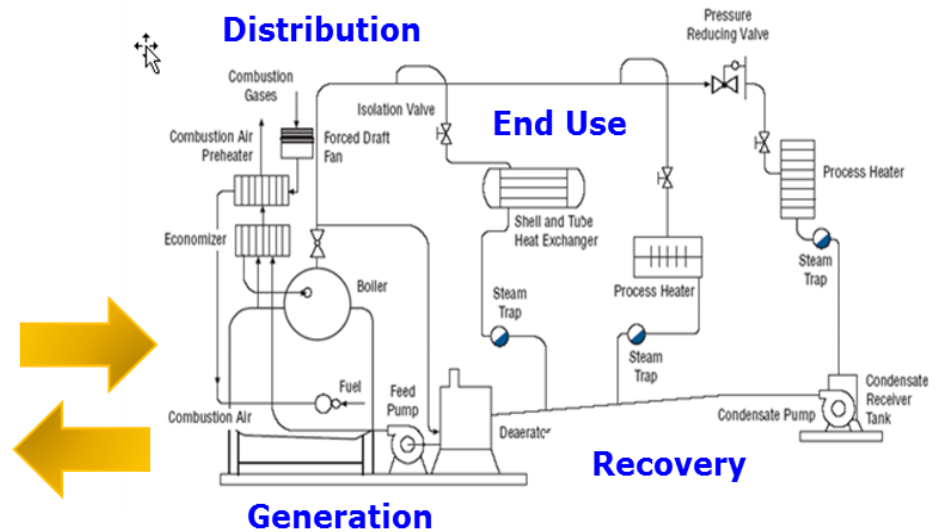 Distribution
Pressure
Reducing Valve
Combustion
Gases
Isolation Valve
End Use
Combustion Air
Preheater
Forced Draft
Fan
Process Heater
Shell and Tube
Heat Exchanger
Economizer
Steam
Trap
Boiler
Process Heater
Steam
Trap
Steam
Trap
Fuel
Feed
Pump
Combustion Air
Deaerator
Condensate Pump
Condensate
Receiver
Tank
Recovery
Generation